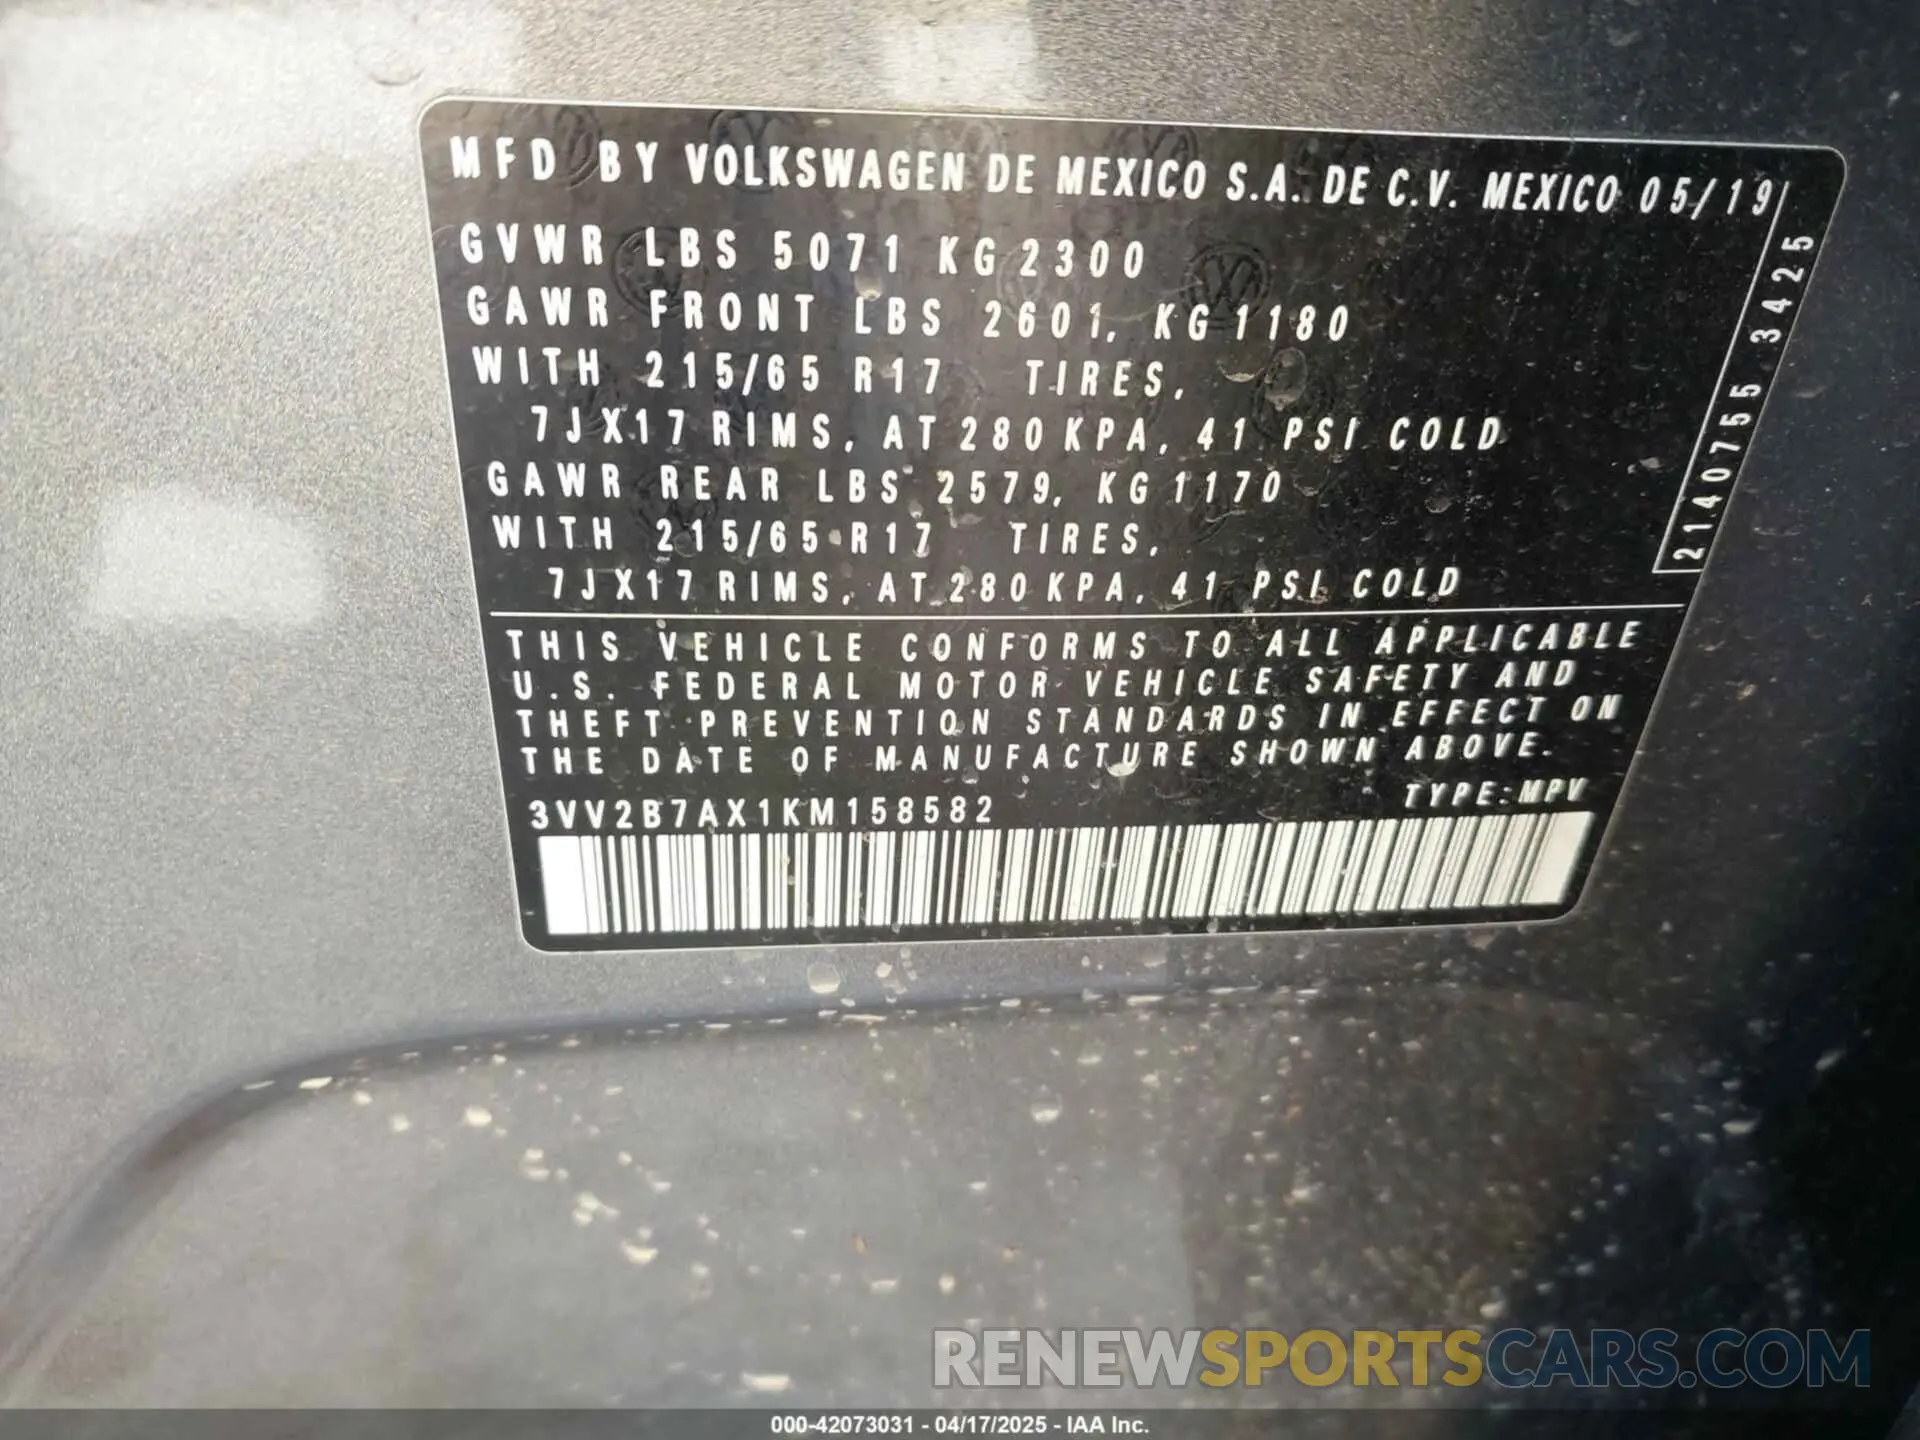 MFD BY VOLKSWAGEN DE MEXICO S.A. DE C.V. MEXICO 05/19
GVWR LBS 5071 KG 2300
GAWR FRONT LBS 2601, KG 1180
WITH 215/65 R17 TIRES,
7JX17 RIMS, AT 280 KPA, 41 PSI COLD
GAWR REAR LBS 2579, KG 1170
WITH 215/65 R17 TIRES,
7JX17 RIMS, AT 280 KPA, 41 PSI COLD
2140755 3425
THIS VEHICLE CONFORMS TO ALL APPLICABLE
U.S. FEDERAL MOTOR VEHICLE SAFETY AND
THEFT PREVENTION STANDARDS IN EFFECT ON
THE DATE OF MANUFACTURE SHOWN ABOVE.
3VV2B7AX1KM158582 TYPE:MPV
RENEWSPORTSCARS.COM
000-42073031 - 04/17/2025 - IAA Inc.